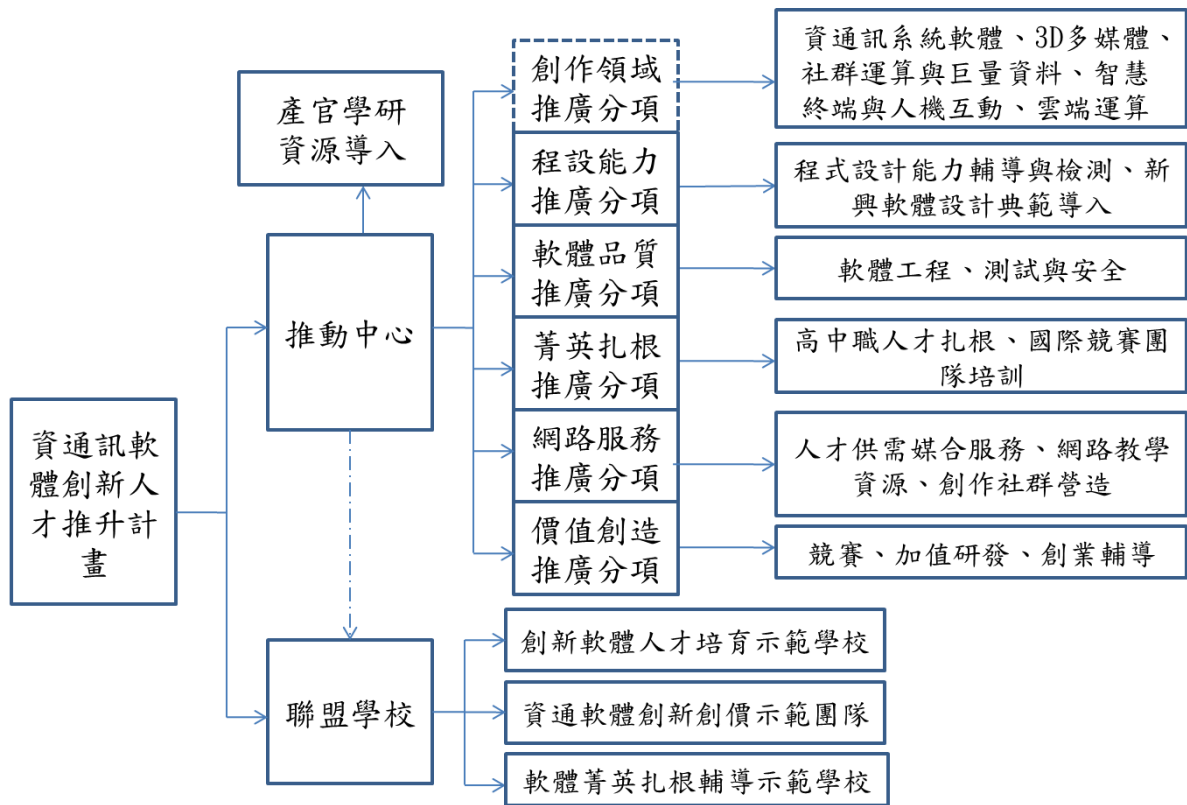 資通訊軟
體創新人
才推升計
畫
產官學研
資源導入
推動中心
聯盟學校
創作領域
推廣分項
程設能力
推廣分項
軟體品質
推廣分項
菁英扎根
推廣分項
網路服務
推廣分項
價值創造
推廣分項
資通訊系統軟體、3D多媒體、
社群運算與巨量資料、智慧
終端與人機互動、雲端運算
程式設計能力輔導與檢測、新
興軟體設計典範導入
軟體工程、測試與安全
高中職人才扎根、國際競賽團
隊培訓
人才供需媒合服務、網路教學
資源、創作社群營造
競賽、加值研發、創業輔導
創新軟體人才培育示範學校
資通軟體創新創價示範團隊
軟體菁英扎根輔導示範學校